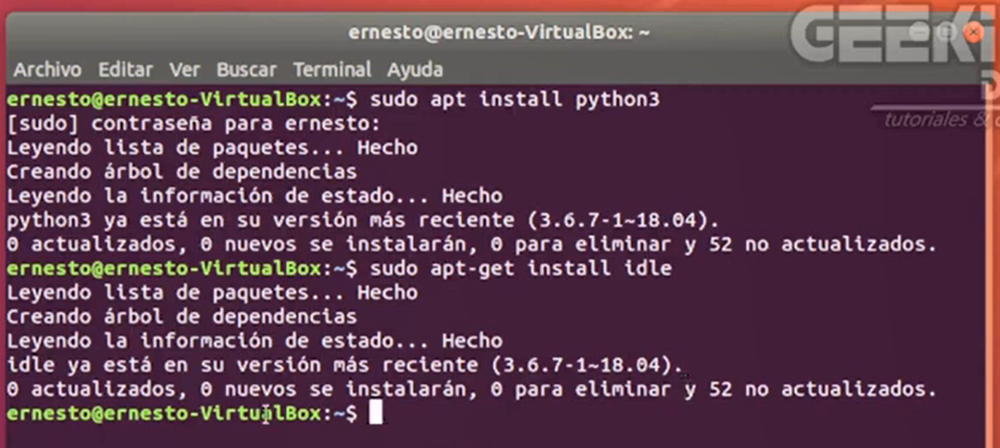 ernesto@ernesto-VirtualBox: ~
GEEKI
D
tutoriales &
Archivo Editar Ver Buscar Terminal Ayuda
ernesto@ernesto-VirtualBox:~$ sudo apt install python3
[sudo] contraseña para ernesto:
Leyendo lista de paquetes... Hecho
Creando árbol de dependencias
Leyendo la información de estado... Hecho
python3 ya está en su versión más reciente (3.6.7-1~18.04).
0 actualizados, 0 nuevos se instalarán, 0 para eliminar y 52 no actualizados.
ernesto@ernesto-VirtualBox:~$ sudo apt-get install idle
Leyendo lista de paquetes... Hecho
Creando árbol de dependencias
Leyendo la información de estado... Hecho
idle ya está en su versión más reciente (3.6.7-1~18.04).
0 actualizados, 0 nuevos se instalarán, 0 para eliminar y 52 no actualizados.
ernesto@ernesto-VirtualBox:~$